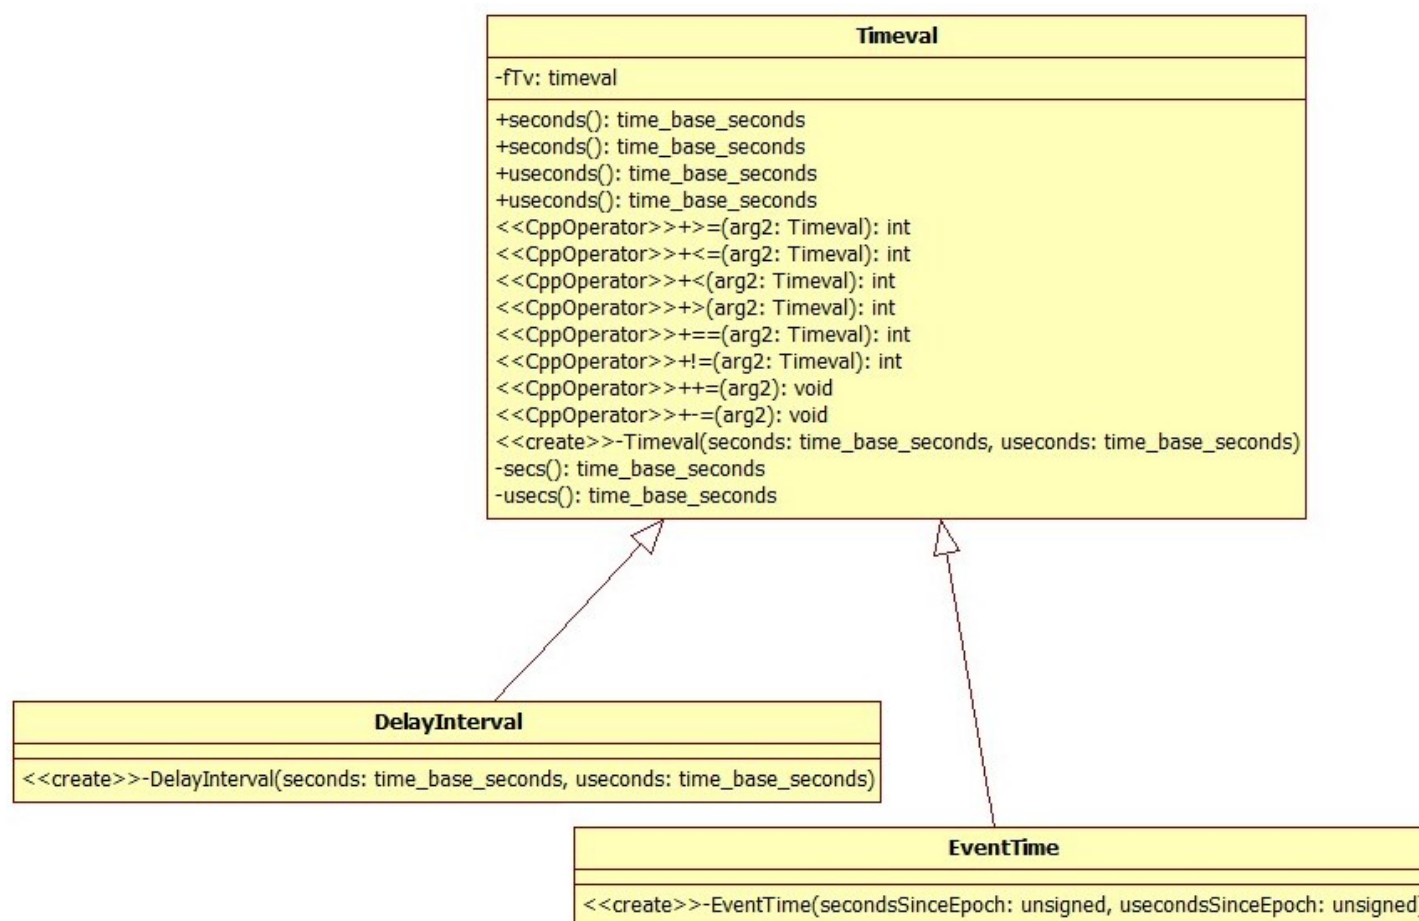 Timeval
-fTv: timeval
+seconds(): time_base_seconds
+seconds(): time_base_seconds
+useconds(): time_base_seconds
+useconds(): time_base_seconds
<<CppOperator>>+>=(arg2: Timeval): int
<<CppOperator>>+<=(arg2: Timeval): int
<<CppOperator>>+<(arg2: Timeval): int
<<CppOperator>>+>(arg2: Timeval): int
<<CppOperator>>+==(arg2: Timeval): int
<<CppOperator>>+!=(arg2: Timeval): int
<<CppOperator>>++=(arg2): void
<<CppOperator>>+-=(arg2): void
<<create>>-Timeval(seconds: time_base_seconds, useconds: time_base_seconds)
-secs(): time_base_seconds
-usecs(): time_base_seconds
DelayInterval
<<create>>-DelayInterval(seconds: time_base_seconds, useconds: time_base_seconds)
EventTime
<<create>>-EventTime(secondsSinceEpoch: unsigned, usecondsSinceEpoch: unsigned)